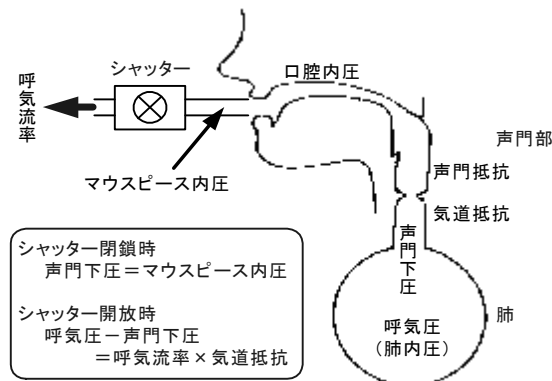 シャッター
口腔内圧
呼気流率
マウスピース内圧
声門部
声門抵抗
気道抵抗
声門下圧
シャッター閉鎖時
声門下圧＝マウスピース内圧
シャッター開放時
呼気圧－声門下圧
＝呼気流率×気道抵抗
呼気圧
(肺内圧)
肺